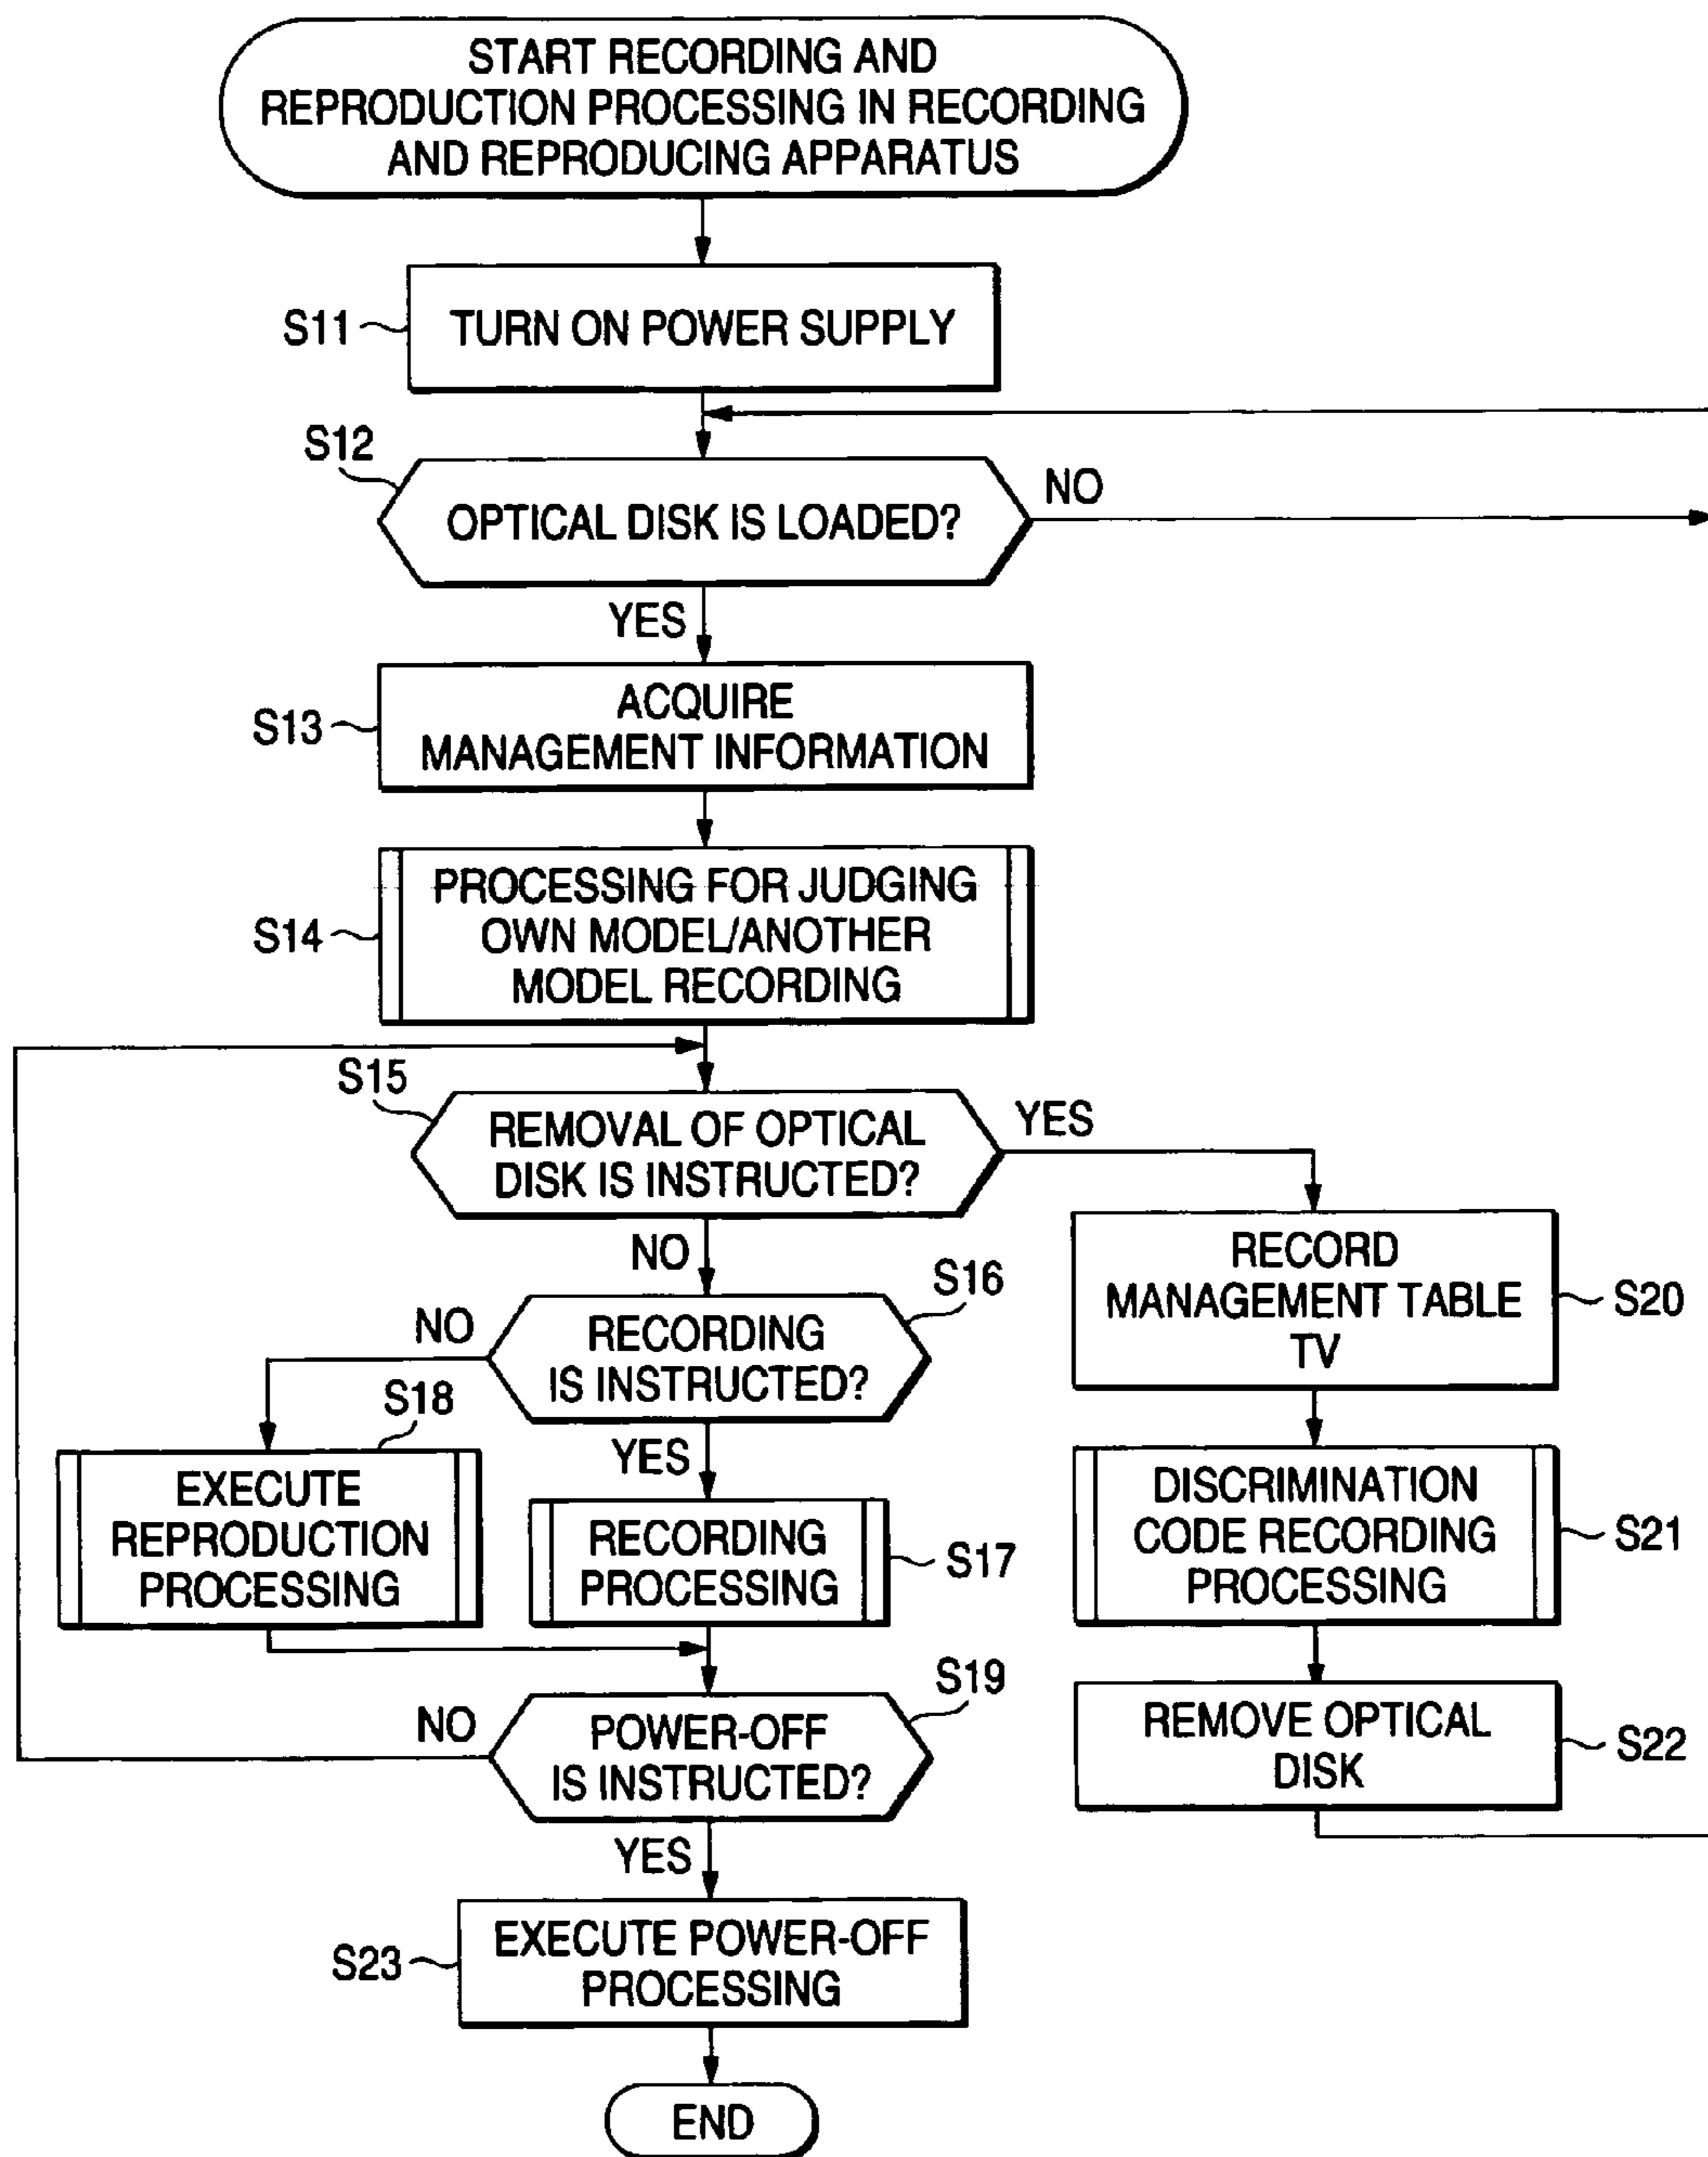 START RECORDING AND
REPRODUCTION PROCESSING IN RECORDING
AND REPRODUCING APPARATUS
S11
TURN ON POWER SUPPLY
S12
OPTICAL DISK IS LOADED?
NO
YES
S13
ACQUIRE
MANAGEMENT INFORMATION
S14
PROCESSING FOR JUDGING
OWN MODEL/ANOTHER
MODEL RECORDING
S15
REMOVAL OF OPTICAL
DISK IS INSTRUCTED?
YES
NO
S16
RECORDING
IS INSTRUCTED?
NO
YES
S18
EXECUTE
REPRODUCTION
PROCESSING
RECORDING
PROCESSING
S17
S19
POWER-OFF
IS INSTRUCTED?
NO
YES
RECORD
MANAGEMENT TABLE
TV
S20
DISCRIMINATION
CODE RECORDING
PROCESSING
S21
REMOVE OPTICAL
DISK
S22
S23
EXECUTE POWER-OFF
PROCESSING
END